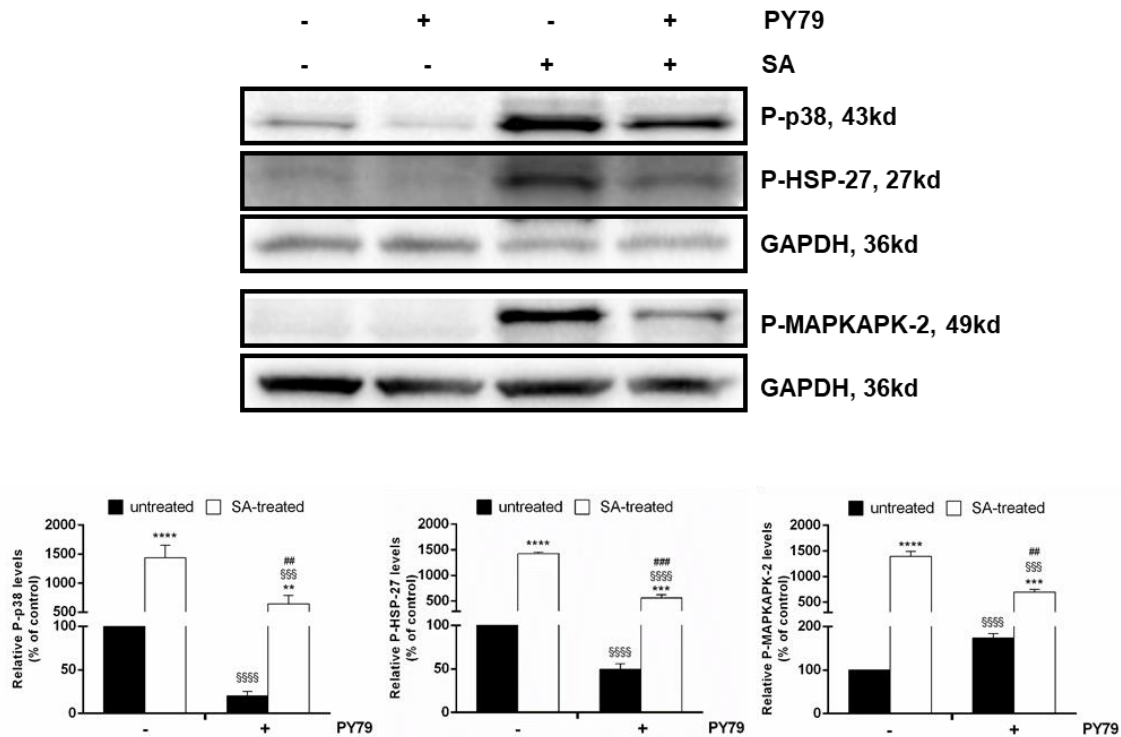 - + - + PY79
- - + + SA
P-p38, 43kd
P-HSP-27, 27kd
GAPDH, 36kd
P-MAPKAPK-2, 49kd
GAPDH, 36kd
untreated SA-treated
Relative P-p38 levels
(% of control)
2000
1500
1000
500
100
50
0
****
##
§§§
**
§§§§
- + PY79
untreated SA-treated
Relative P-HSP-27 levels
(% of control)
2000
1500
1000
500
100
50
0
****
###
§§§§
***
§§§§
- + PY79
untreated SA-treated
Relative P-MAPKAPK-2 levels
(% of control)
2000
1500
1000
500
200
100
0
****
##
§§§
***
§§§§
- + PY79